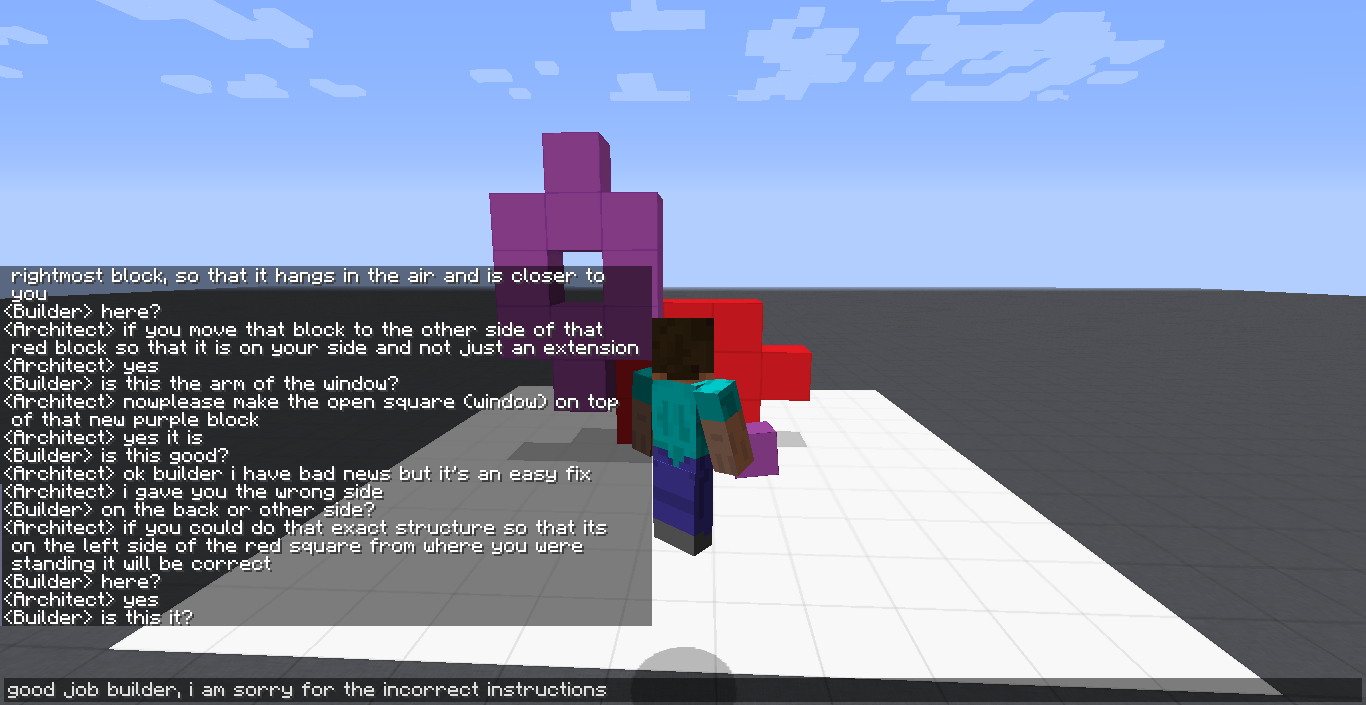 rightmost block, so that it hangs in the air and is closer to
you
<Builder> here?
<Architect> if you move that block to the other side of that
red block so that it is on your side and not just an extension
<Architect> yes
<Builder> is this the arm of the window?
<Architect> nowplease make the open square (window) on top
of that new purple block
<Architect> yes it is
<Builder> is this good?
<Architect> ok builder i have bad news but it's an easy fix
<Architect> i gave you the wrong side
<Builder> on the back or other side?
<Architect> if you could do that exact structure so that its
on the left side of the red square from where you were
standing it will be correct
<Builder> here?
<Architect> yes
<Builder> is this it?
good job builder, i am sorry for the incorrect instructions